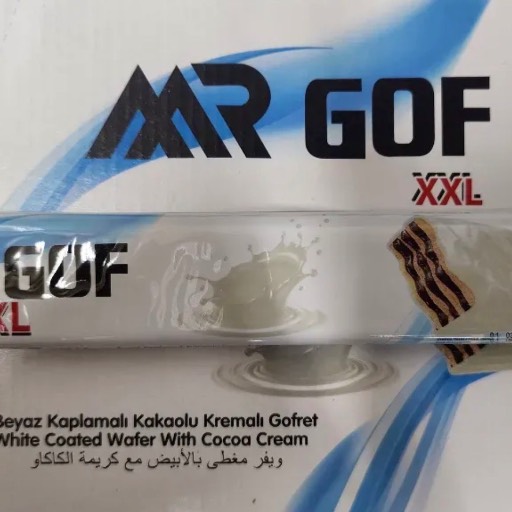 MR GOF
XXL
GOF
XL
Beyaz Kaplamalı Kakaolu Kremalı Gofret
White Coated Wafer With Cocoa Cream
ويفر مغطى بالأبيض مع كريمة الكاكاو